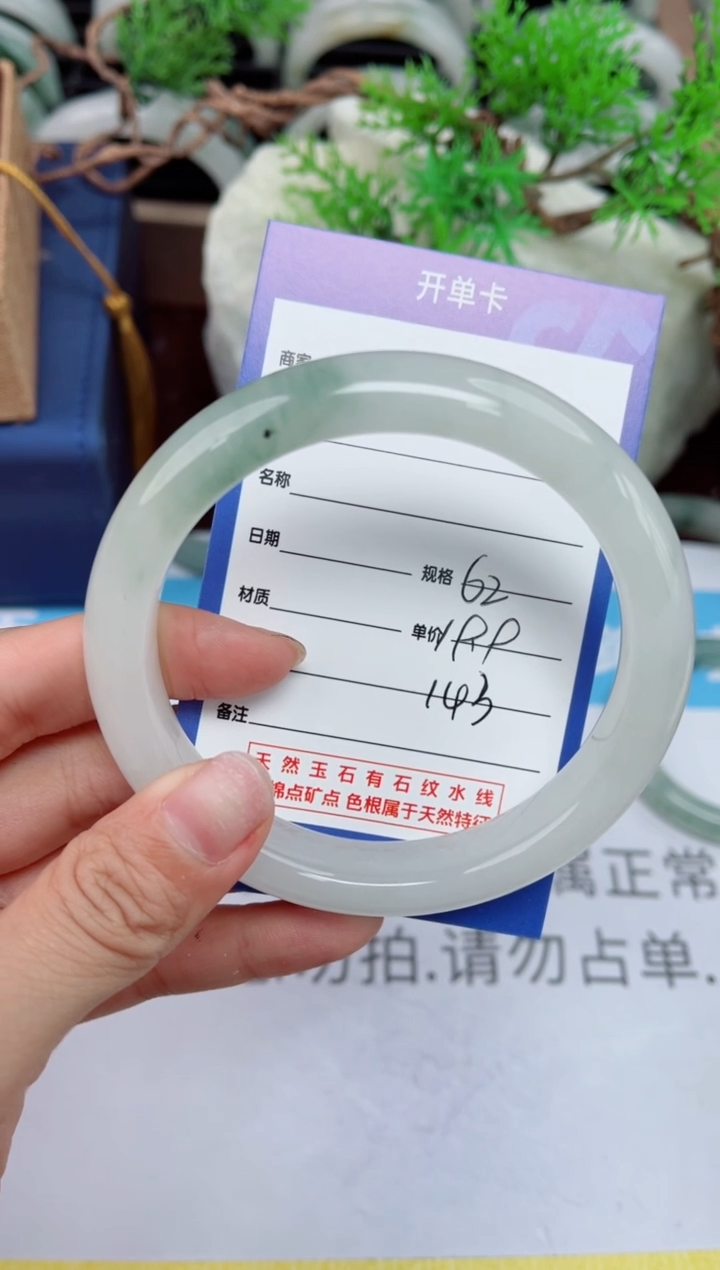 开单卡
商家
名称
日期
规格 62
材质
单价
143
备注
天然玉石有石纹水线
棉点矿点 色根属于天然特征
属正常
勿拍.请勿占单.